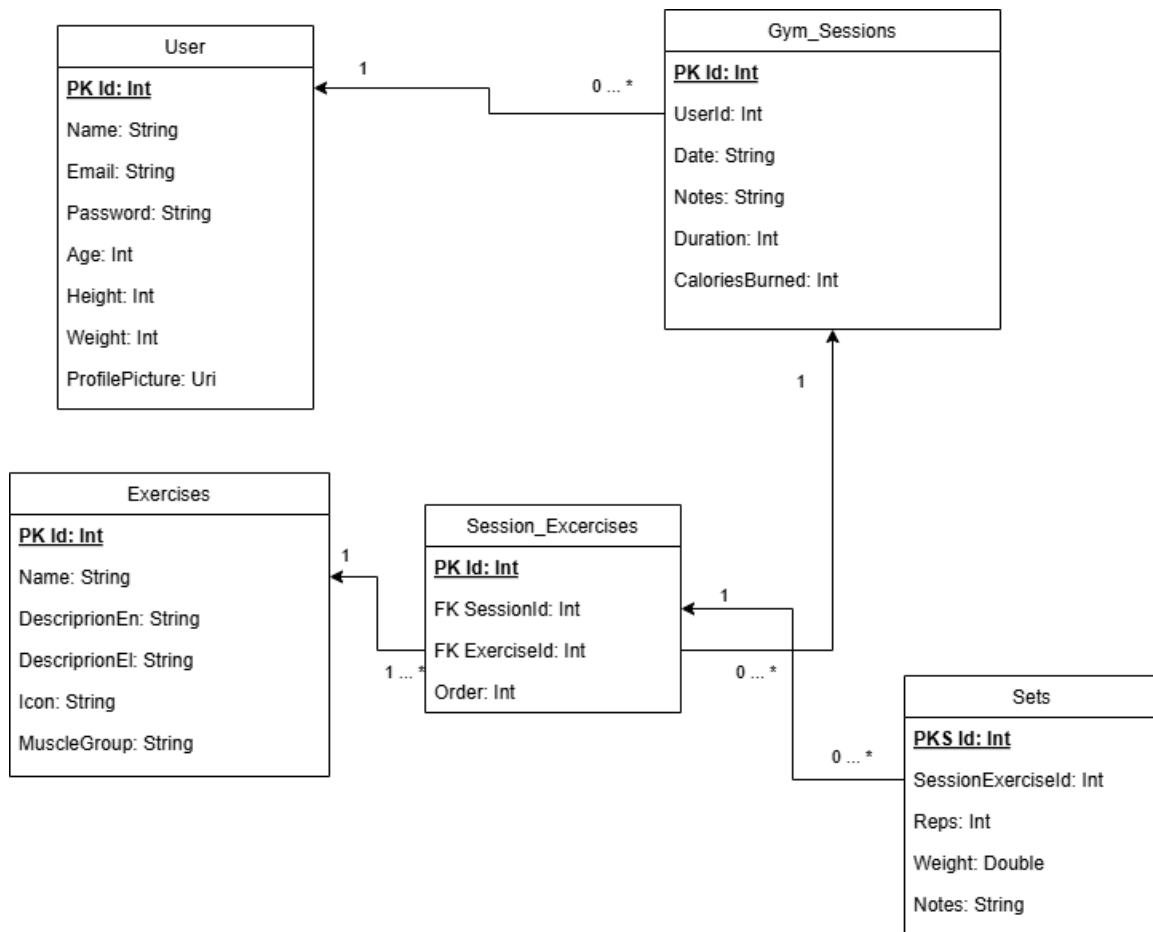 User
PK Id: Int
Name: String
Email: String
Password: String
Age: Int
Height: Int
Weight: Int
ProfilePicture: Uri
1
0 ... *
Gym_Sessions
PK Id: Int
UserId: Int
Date: String
Notes: String
Duration: Int
CaloriesBurned: Int
1
Exercises
PK Id: Int
Name: String
DescriprionEn: String
DescriprionEl: String
Icon: String
MuscleGroup: String
1
1 ... *
Session_Excercises
PK Id: Int
FK SessionId: Int
FK ExerciseId: Int
Order: Int
1
0 ... *
0 ... *
Sets
PKS Id: Int
SessionExerciseId: Int
Reps: Int
Weight: Double
Notes: String